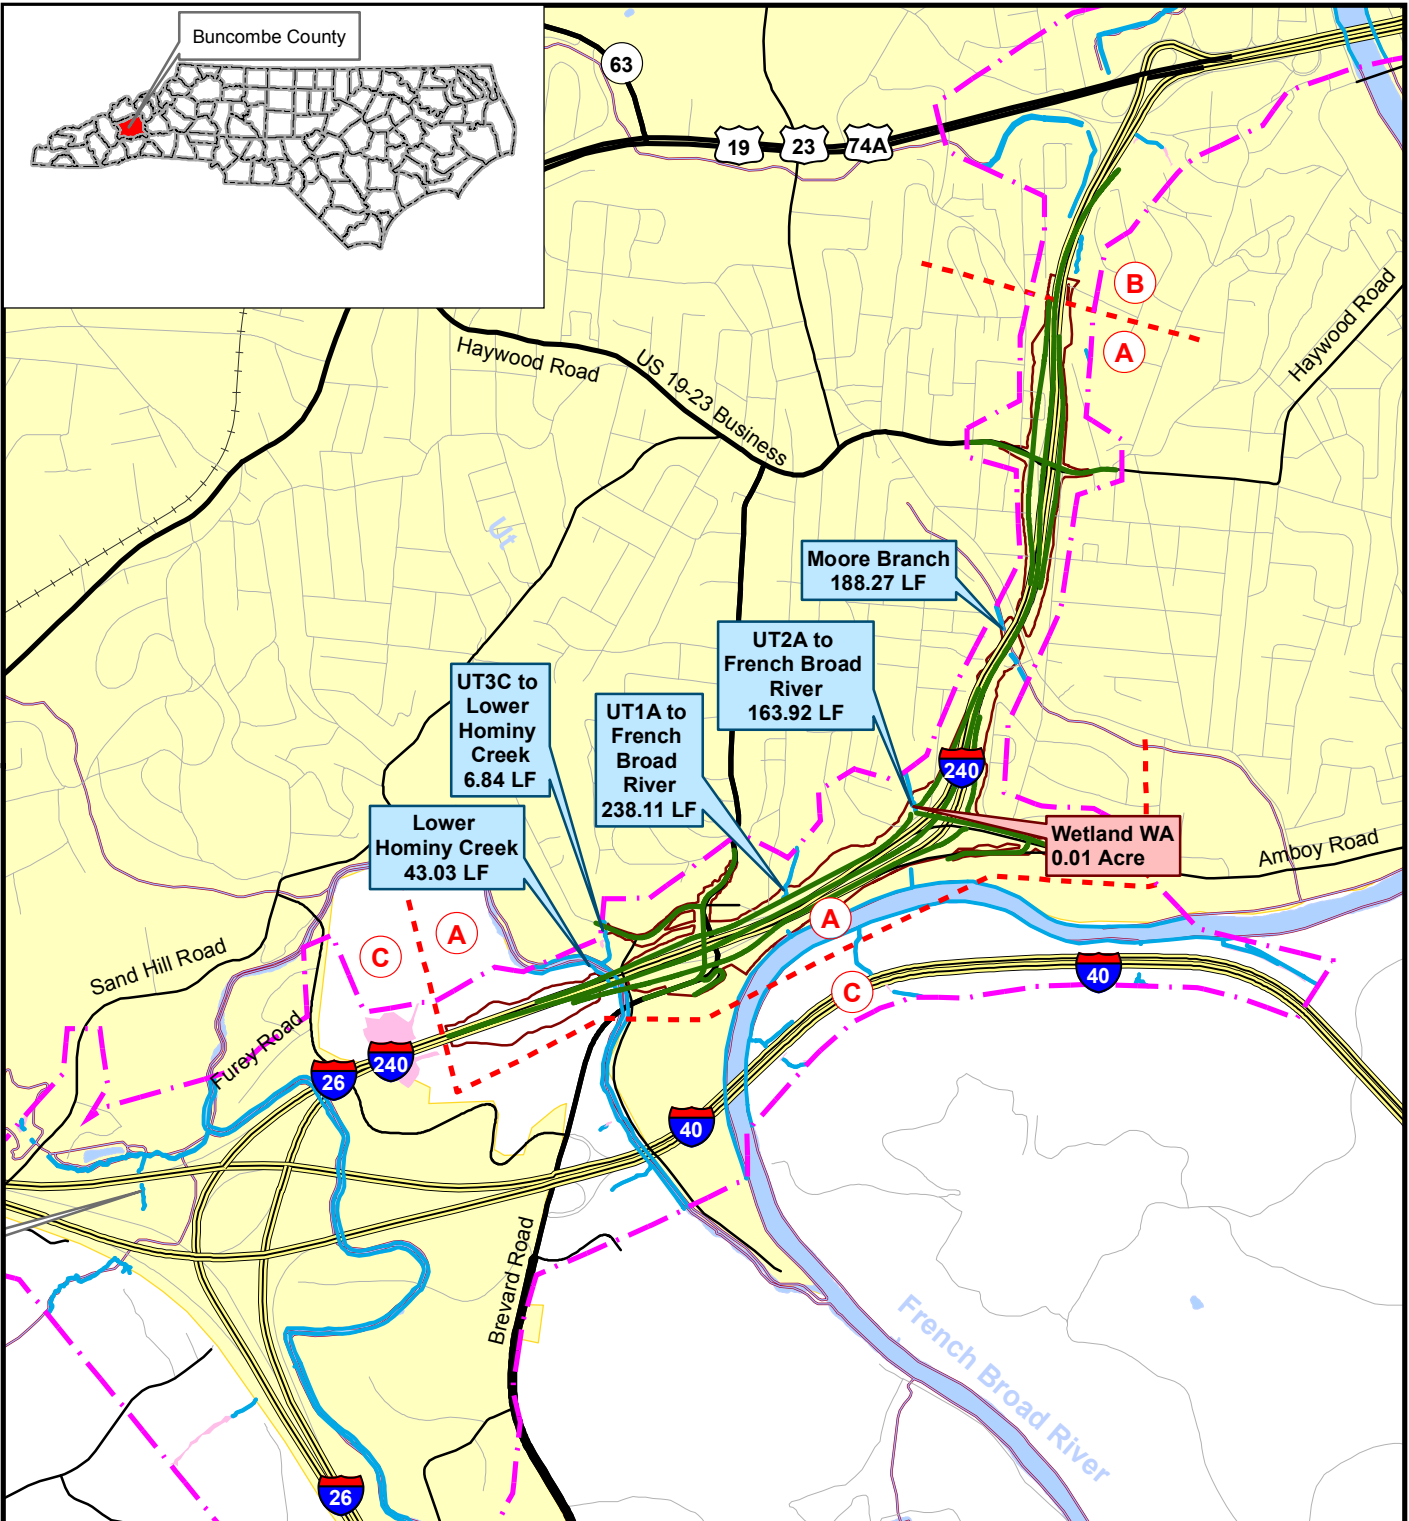 Buncombe County
63
19
23
74A
B
A
Haywood Road
Haywood Road
US 19-23 Business
Ut
Moore Branch
188.27 LF
UT2A to
French Broad
River
163.92 LF
UT3C to
Lower
Hominy
Creek
6.84 LF
UT1A to
French
Broad
River
238.11 LF
240
Lower
Hominy Creek
43.03 LF
Wetland WA
0.01 Acre
Amboy Road
A
C
A
Sand Hill Road
C
40
Furey Road
240
26
40
Brevard Road
French Broad River
26